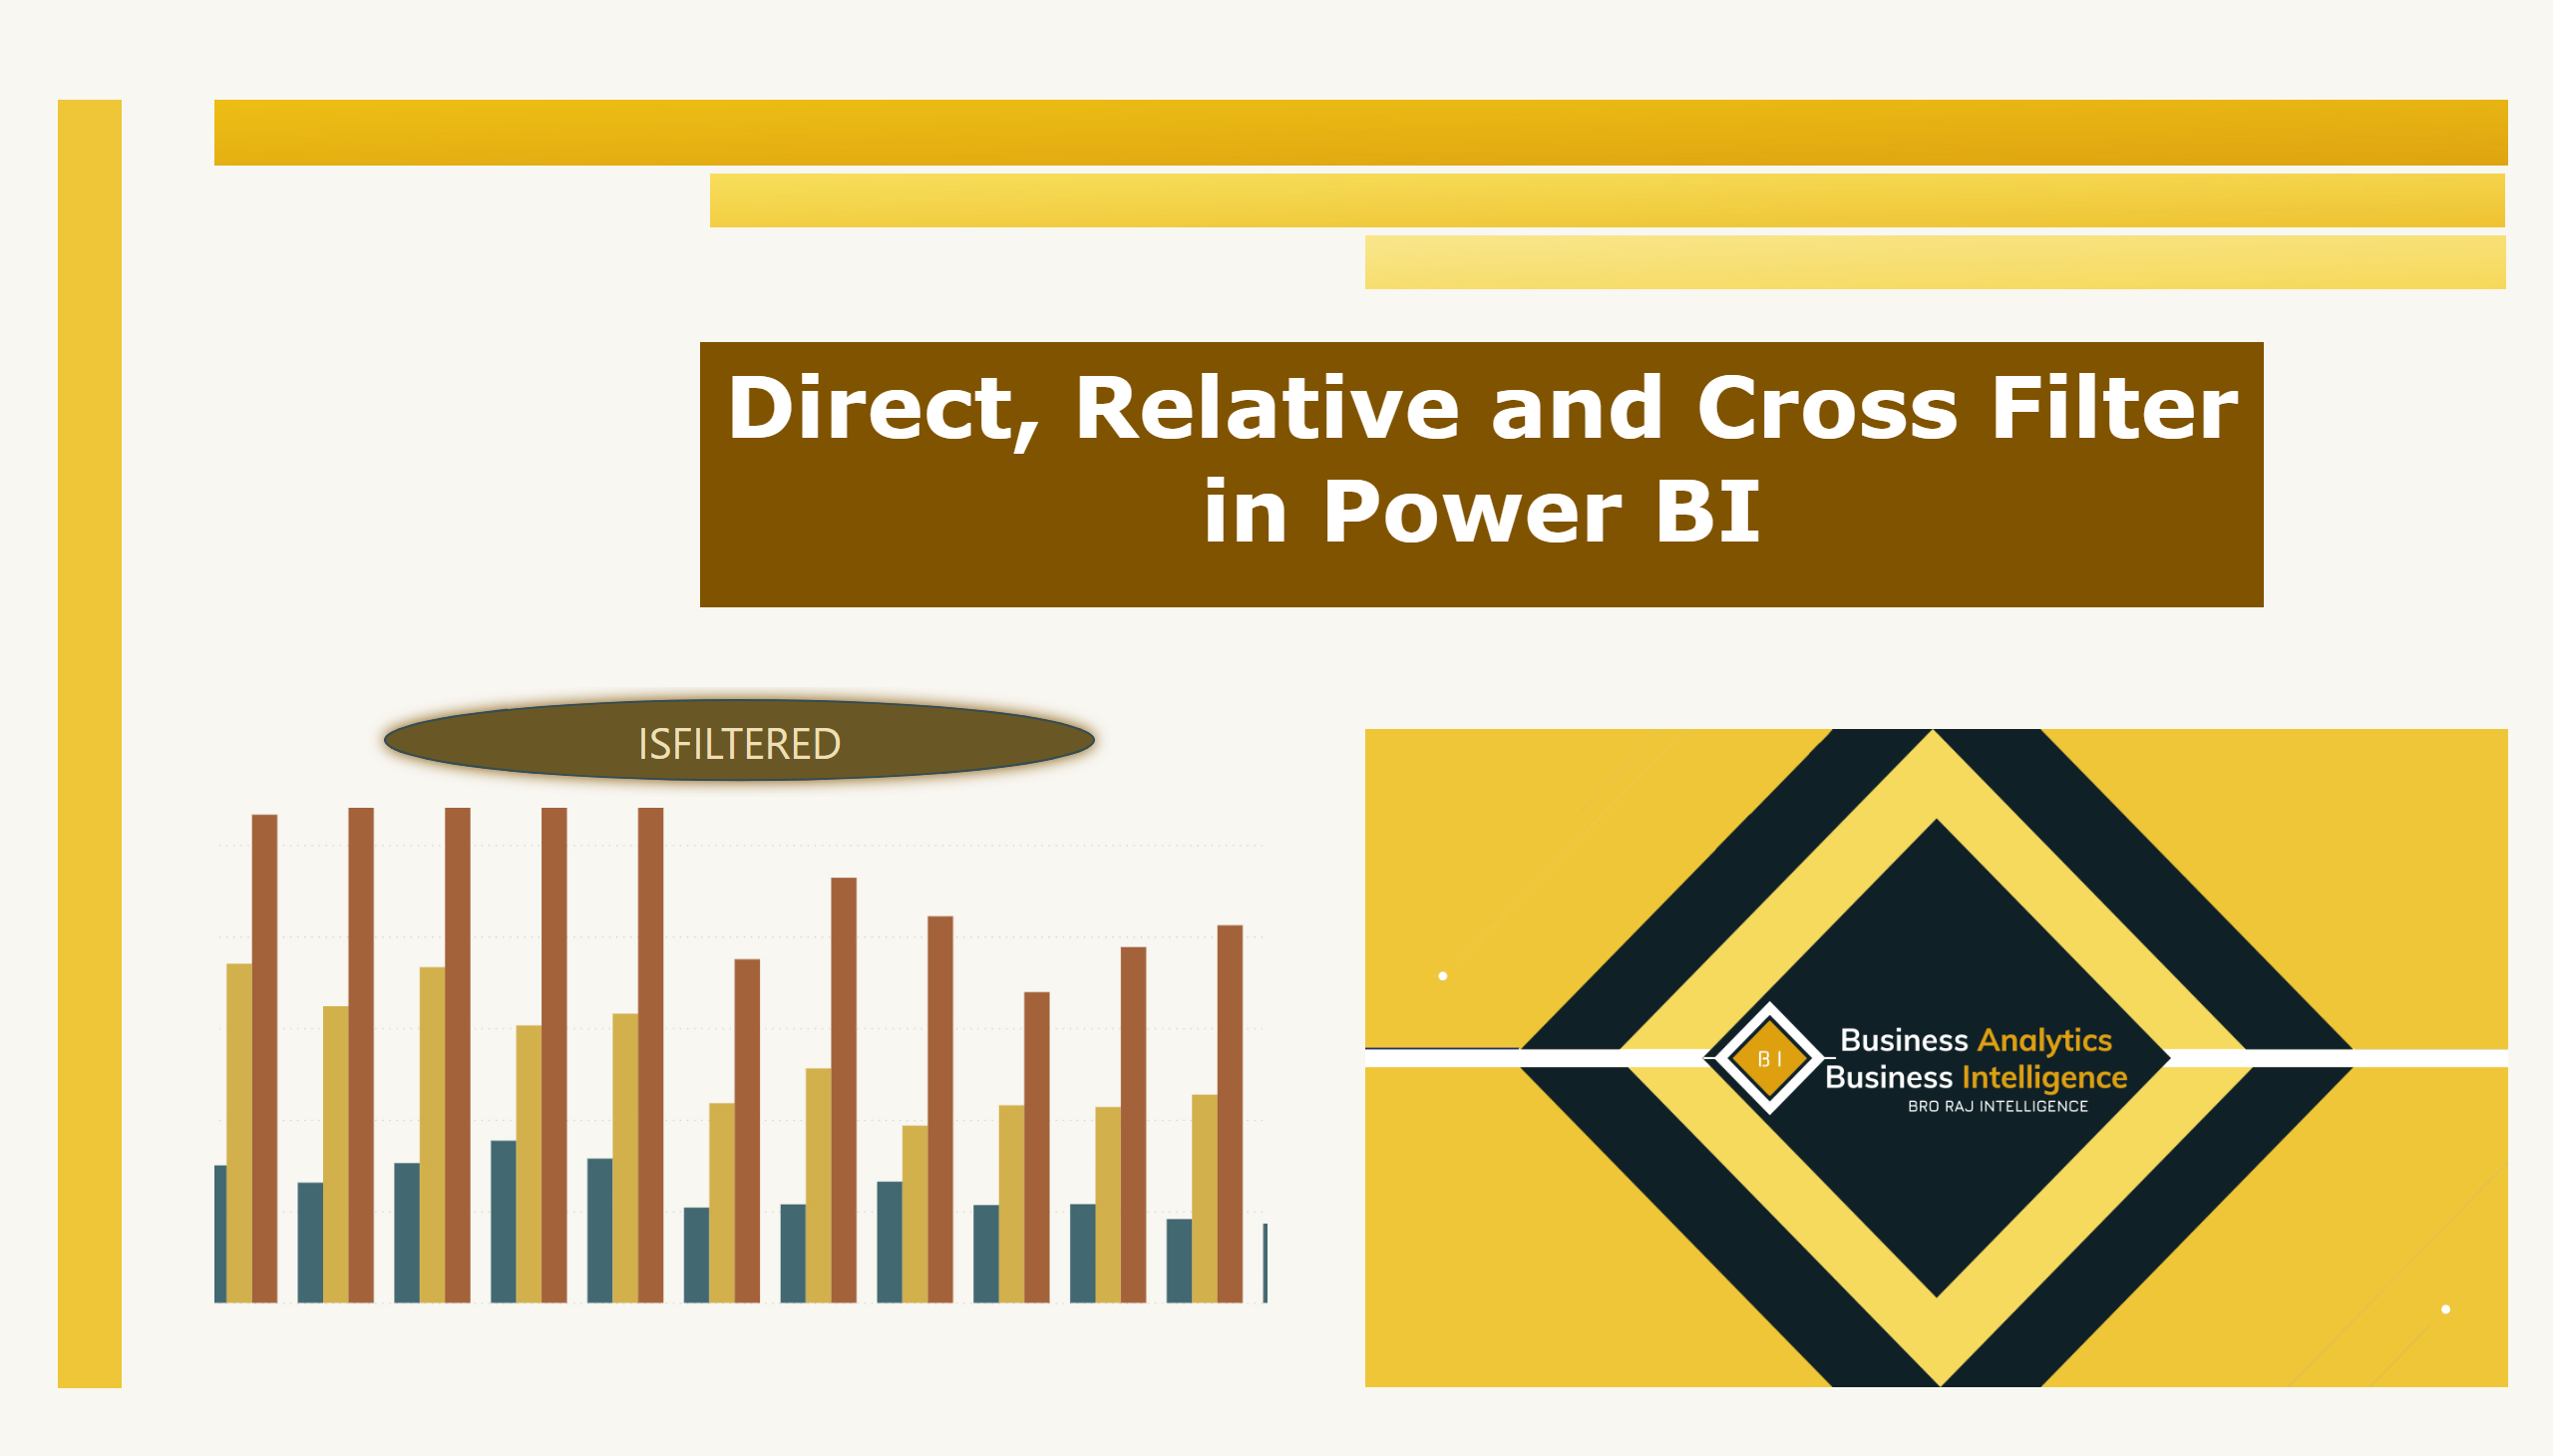 Direct, Relative and Cross Filter
in Power BI
ISFILTERED
BI
Business Analytics
Business Intelligence
BRO RAJ INTELLIGENCE